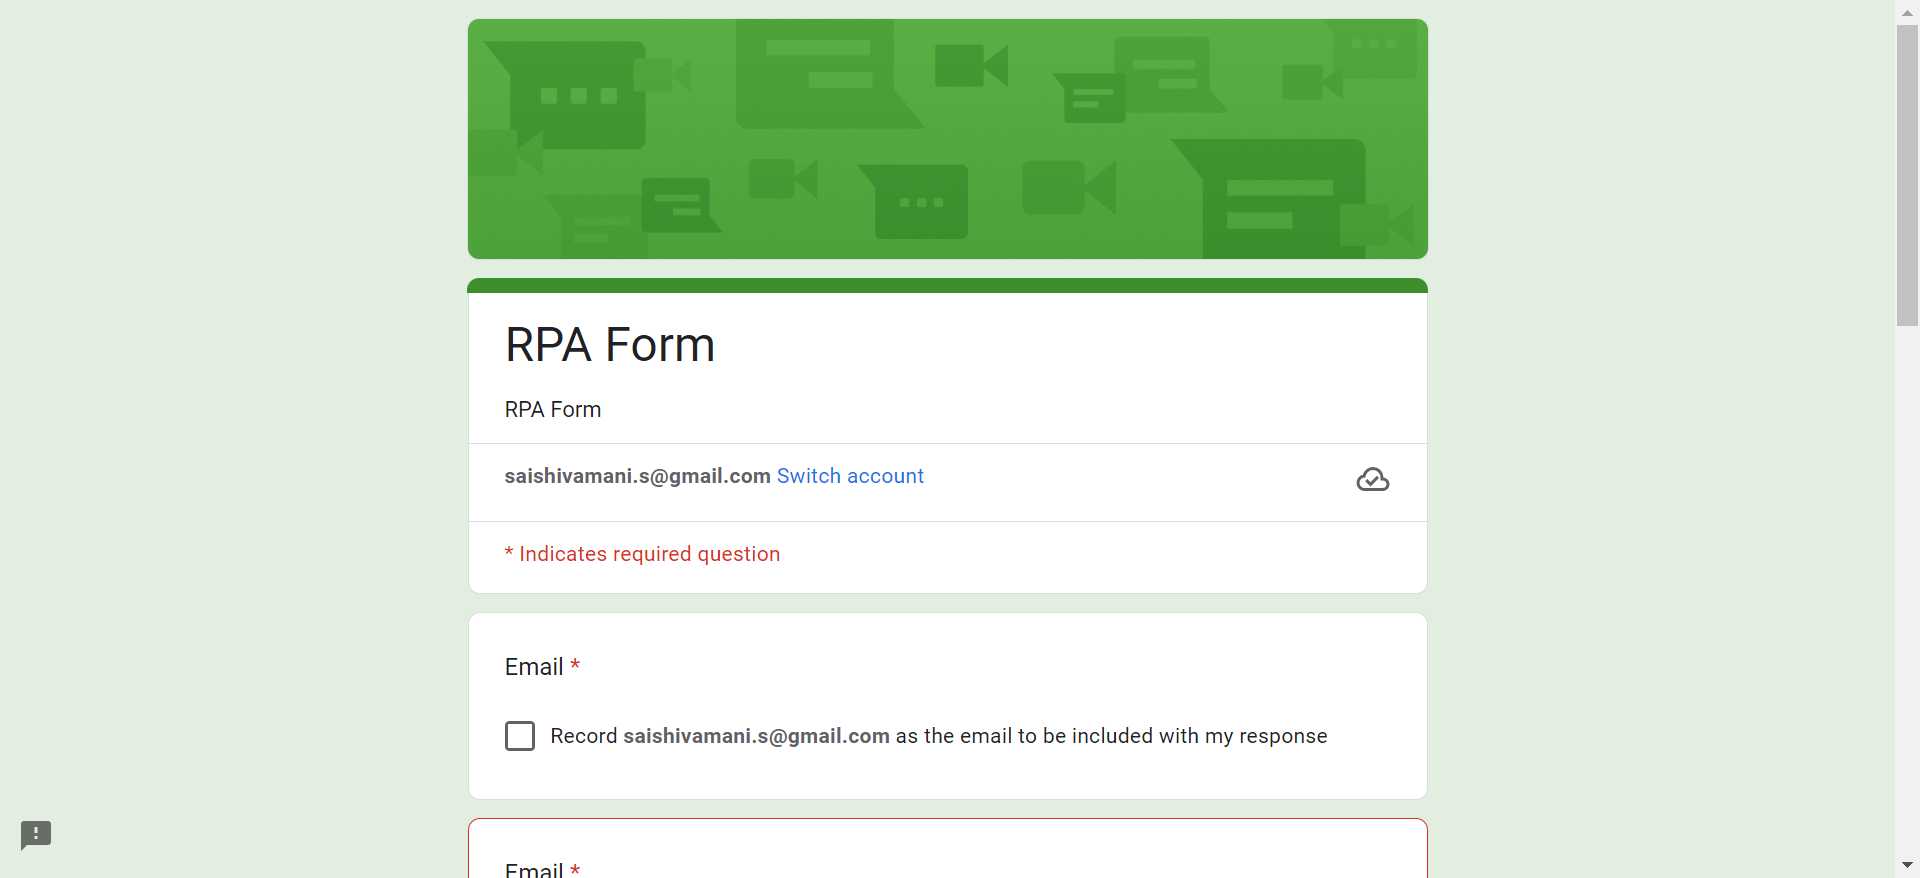 RPA Form
RPA Form
saishivamani.s@gmail.com Switch account
* Indicates required question
Email *
Record saishivamani.s@gmail.com as the email to be included with my response
Email *